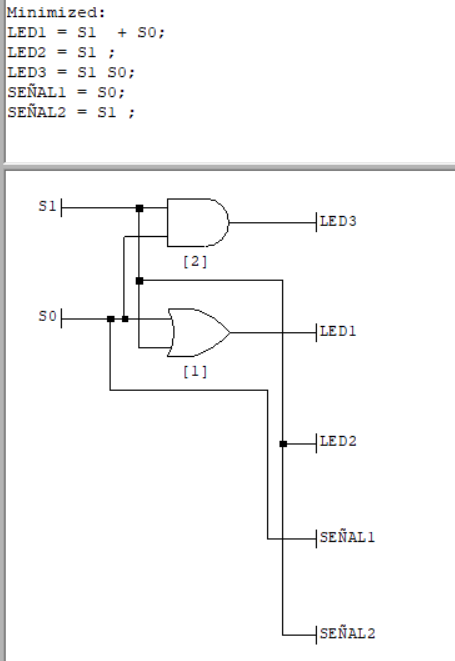 Minimized:
LED1 = S1  + S0;
LED2 = S1 ;
LED3 = S1 S0;
SEÑAL1 = S0;
SEÑAL2 = S1 ;
S1
LED3
[2]
S0
LED1
[1]
LED2
SEÑAL1
SEÑAL2